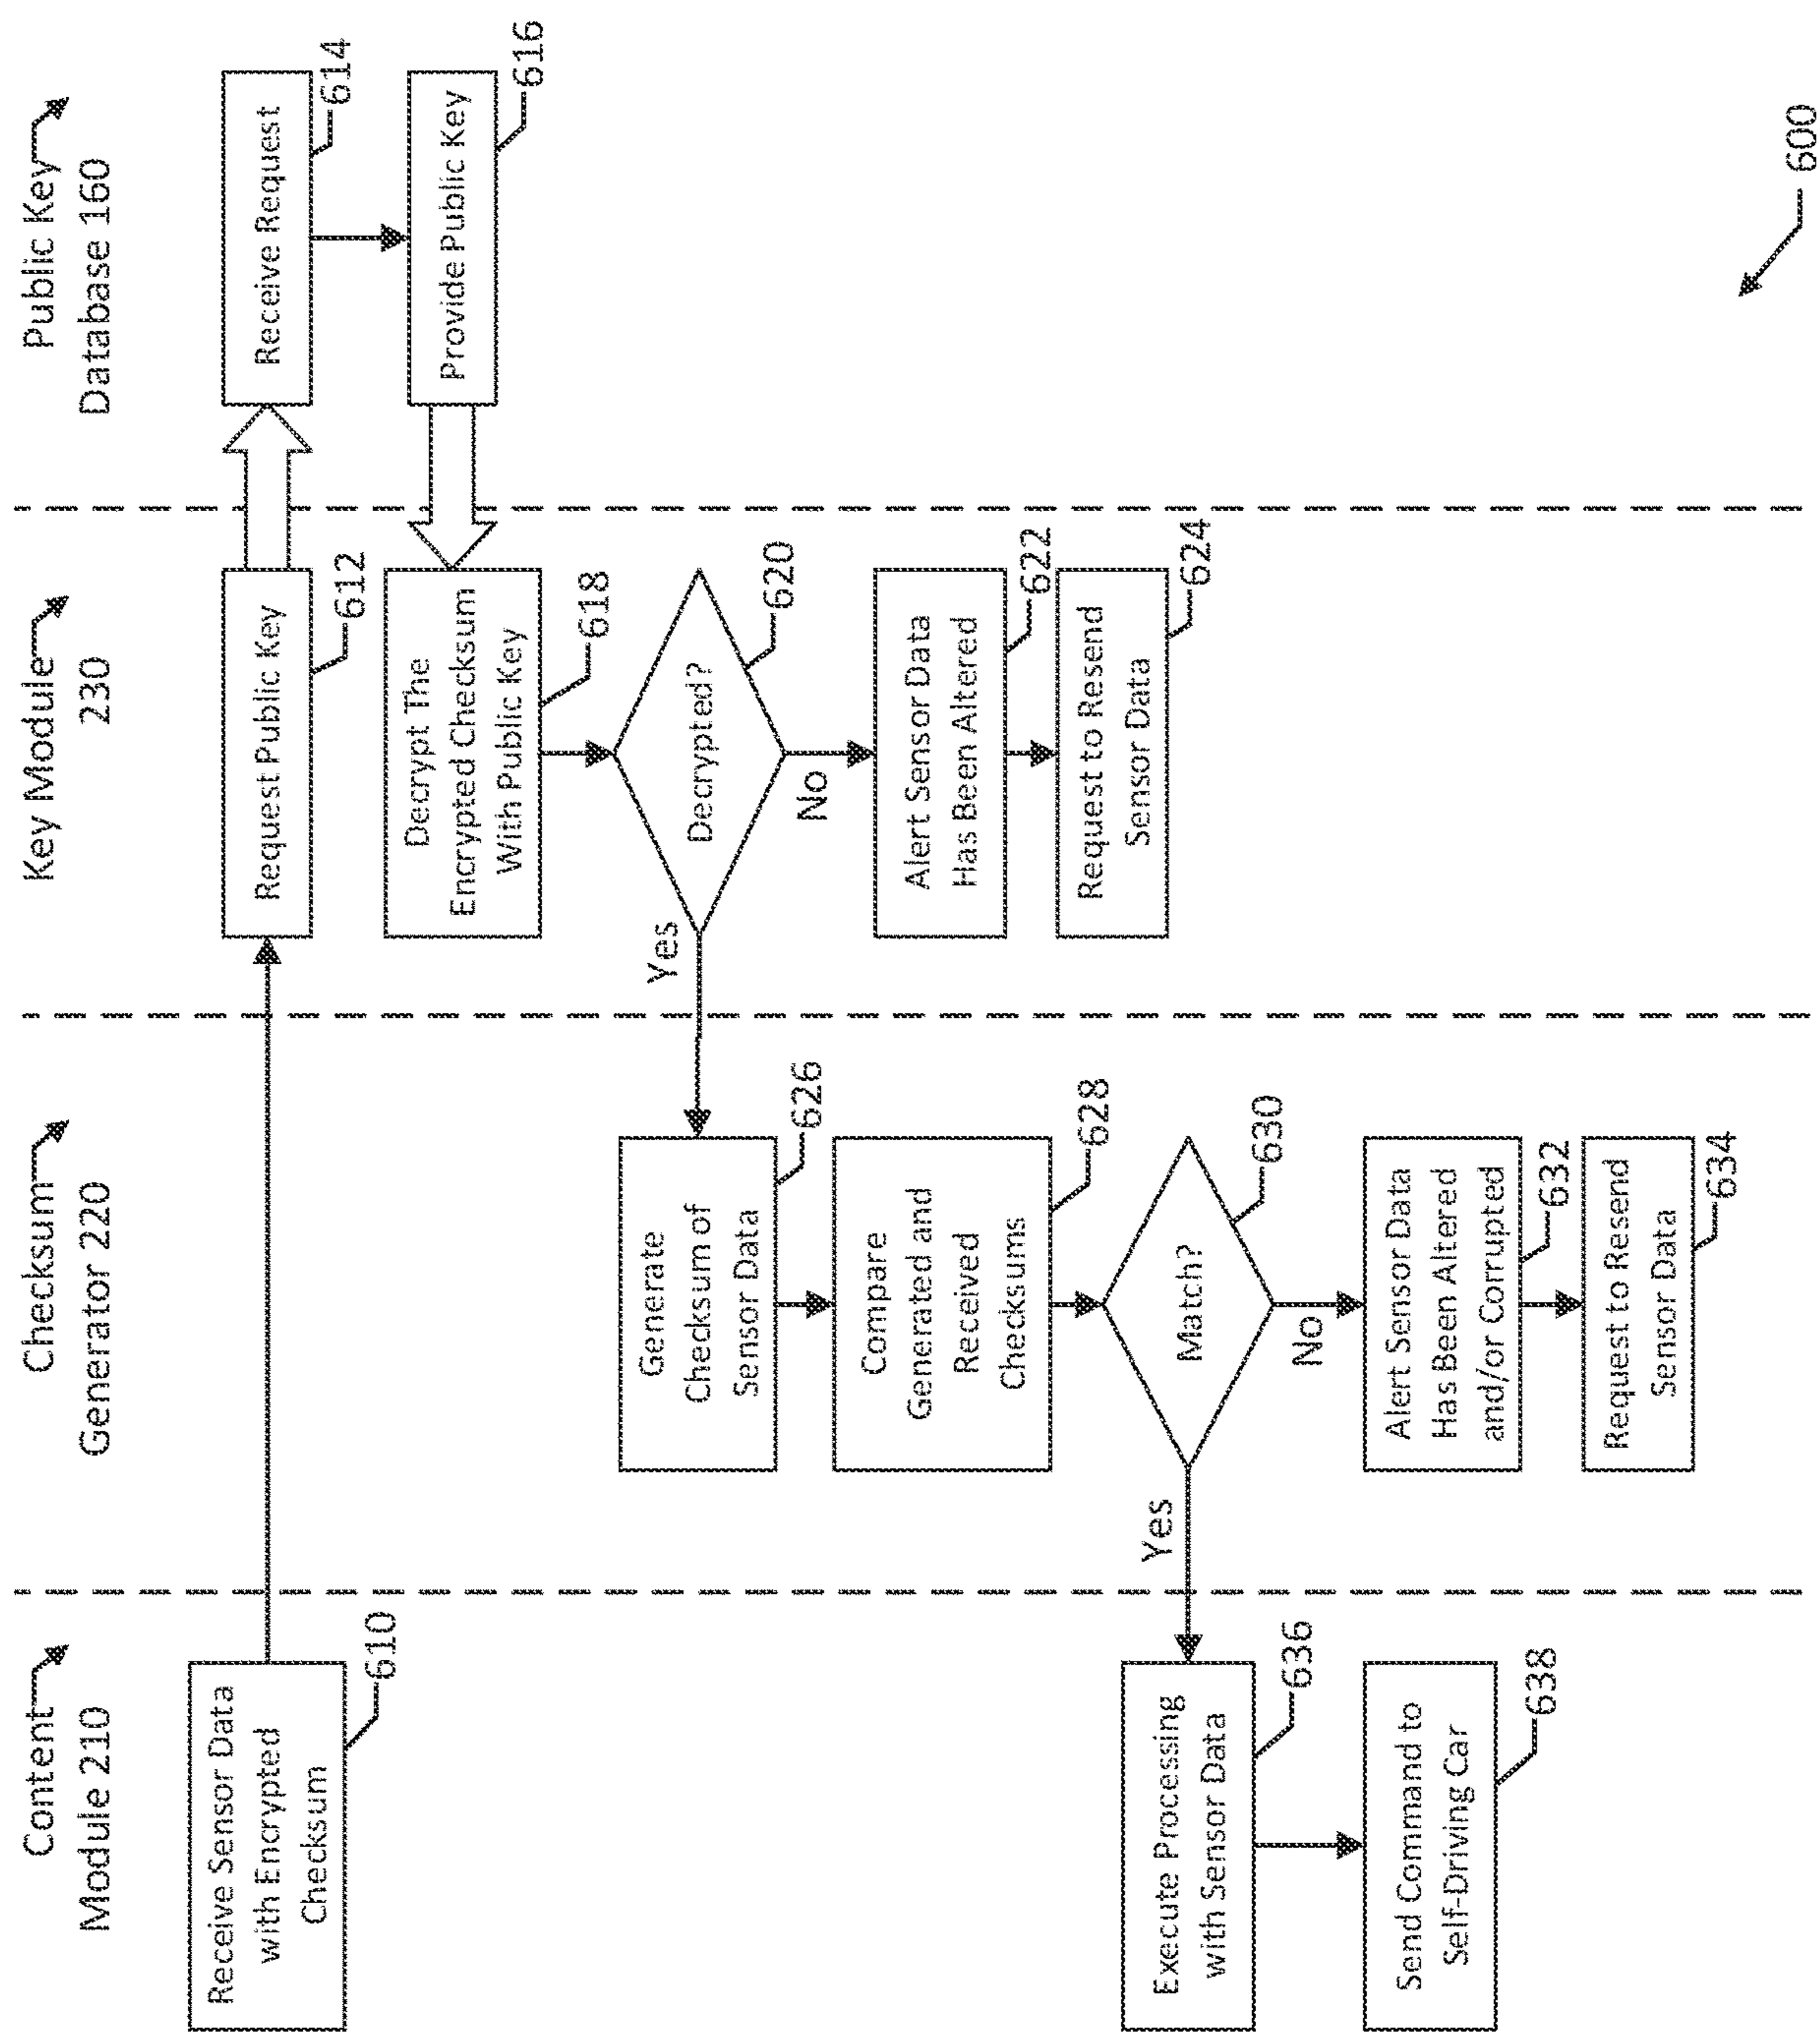 Content
Module 210
Checksum
Generator 220
Key Module
230
Public Key
Database 160
Receive Sensor Data
with Encrypted
Checksum
610
Request Public Key
612
Receive Request
614
Provide Public Key
616
Decrypt The
Encrypted Checksum
With Public Key
618
Decrypted?
620
Yes
No
Alert Sensor Data
Has Been Altered
622
Request to Resend
Sensor Data
624
Generate
Checksum of
Sensor Data
626
Compare
Generated and
Received
Checksums
628
Match?
630
Yes
No
Alert Sensor Data
Has Been Altered
and/or Corrupted
632
Request to Resend
Sensor Data
634
Execute Processing
with Sensor Data
636
Send Command to
Self-Driving Car
638
600